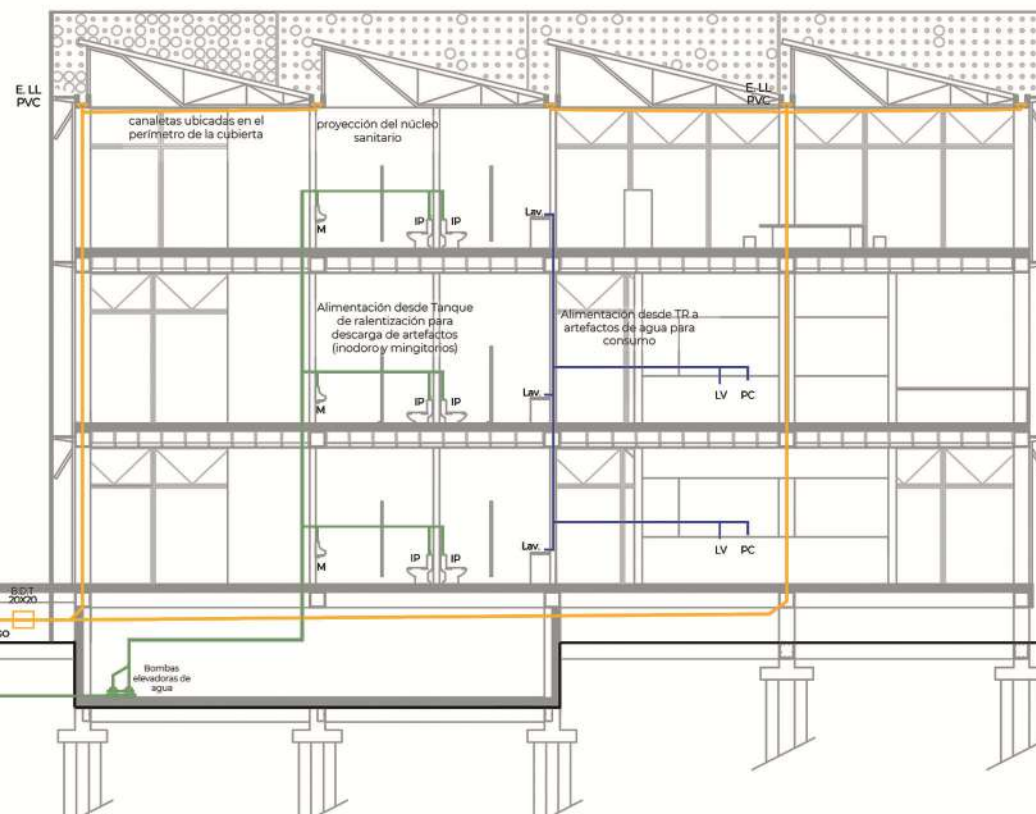 E. LL
PVC
canaletas ubicadas en el
perímetro de la cubierta
proyección del núcleo
sanitario
E. LL
PVC
M
IP
IP
Lav.
Alimentación desde Tanque
de ralentización para
descarga de artefactos
(inodoro y mingitorios)
Alimentación desde TR a
artefactos de agua para
consumo
M
IP
IP
Lav.
LV
PC
M
IP
IP
Lav.
LV
PC
B.D.T
20X20
Bombas
elevadoras de
agua